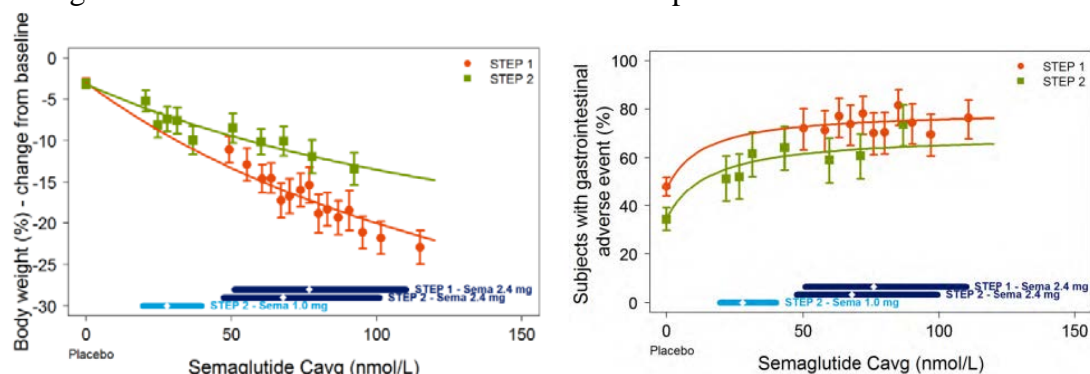 Body weight (%) - change from baseline
0
-5
-10
-15
-20
-25
-30
STEP 1
STEP 2
STEP 1 - Sema 2.4 mg
STEP 2 - Sema 2.4 mg
STEP 2 - Sema 1.0 mg
0
50
100
150
Placebo
Semaglutide Cavg (nmol/L)
Subjects with gastrointestinal
adverse event (%)
100
80
60
40
20
0
STEP 1
STEP 2
STEP 1 - Sema 2.4 mg
STEP 2 - Sema 2.4 mg
STEP 2 - Sema 1.0 mg
0
50
100
150
Placebo
Semaglutide Cavg (nmol/L)